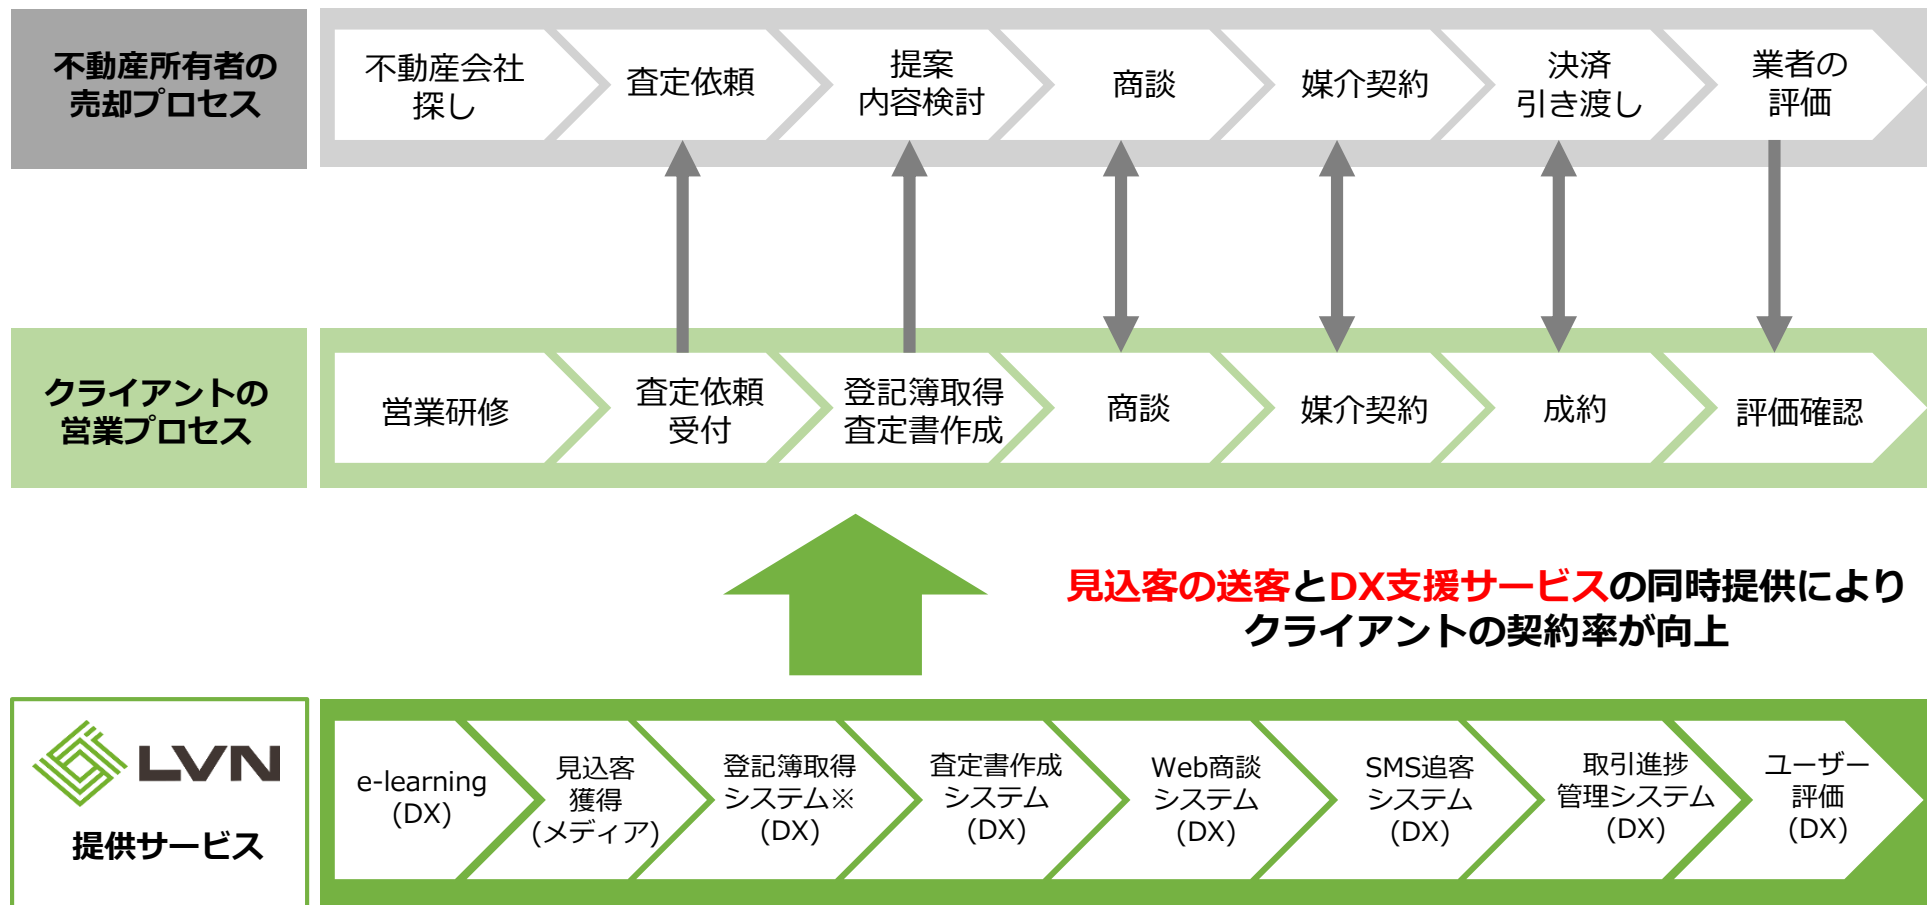 不動産所有者の
売却プロセス
不動産会社
探し
査定依頼
提案
内容検討
商談
媒介契約
決済
引き渡し
業者の
評価
クライアントの
営業プロセス
営業研修
査定依頼
受付
登記簿取得
査定書作成
商談
媒介契約
成約
評価確認
見込客の送客とDX支援サービスの同時提供により
クライアントの契約率が向上
LVN
提供サービス
e-learning
(DX)
見込客
獲得
(メディア)
登記簿取得
システム※
(DX)
査定書作成
システム
(DX)
Web商談
システム
(DX)
SMS追客
システム
(DX)
取引進捗
管理システム
(DX)
ユーザー
評価
(DX)